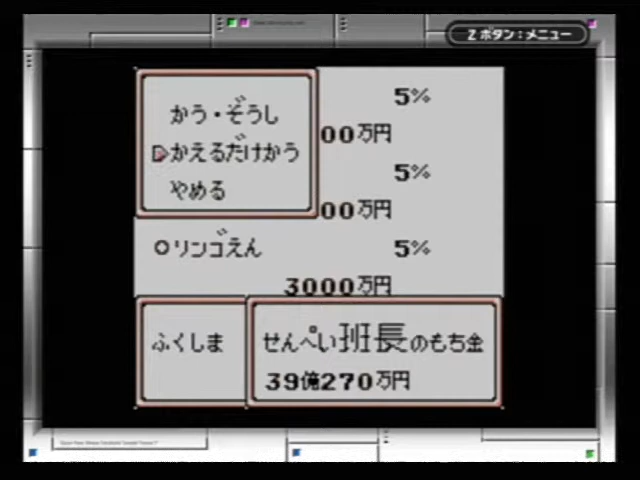 Zボタン:メニュー
かう・ぞうし
かえるだけかう
やめる
5%
00万円
5%
00万円
リンゴえん 5%
3000万円
ふくしま
せんぺい班長のもち金
39億270万円